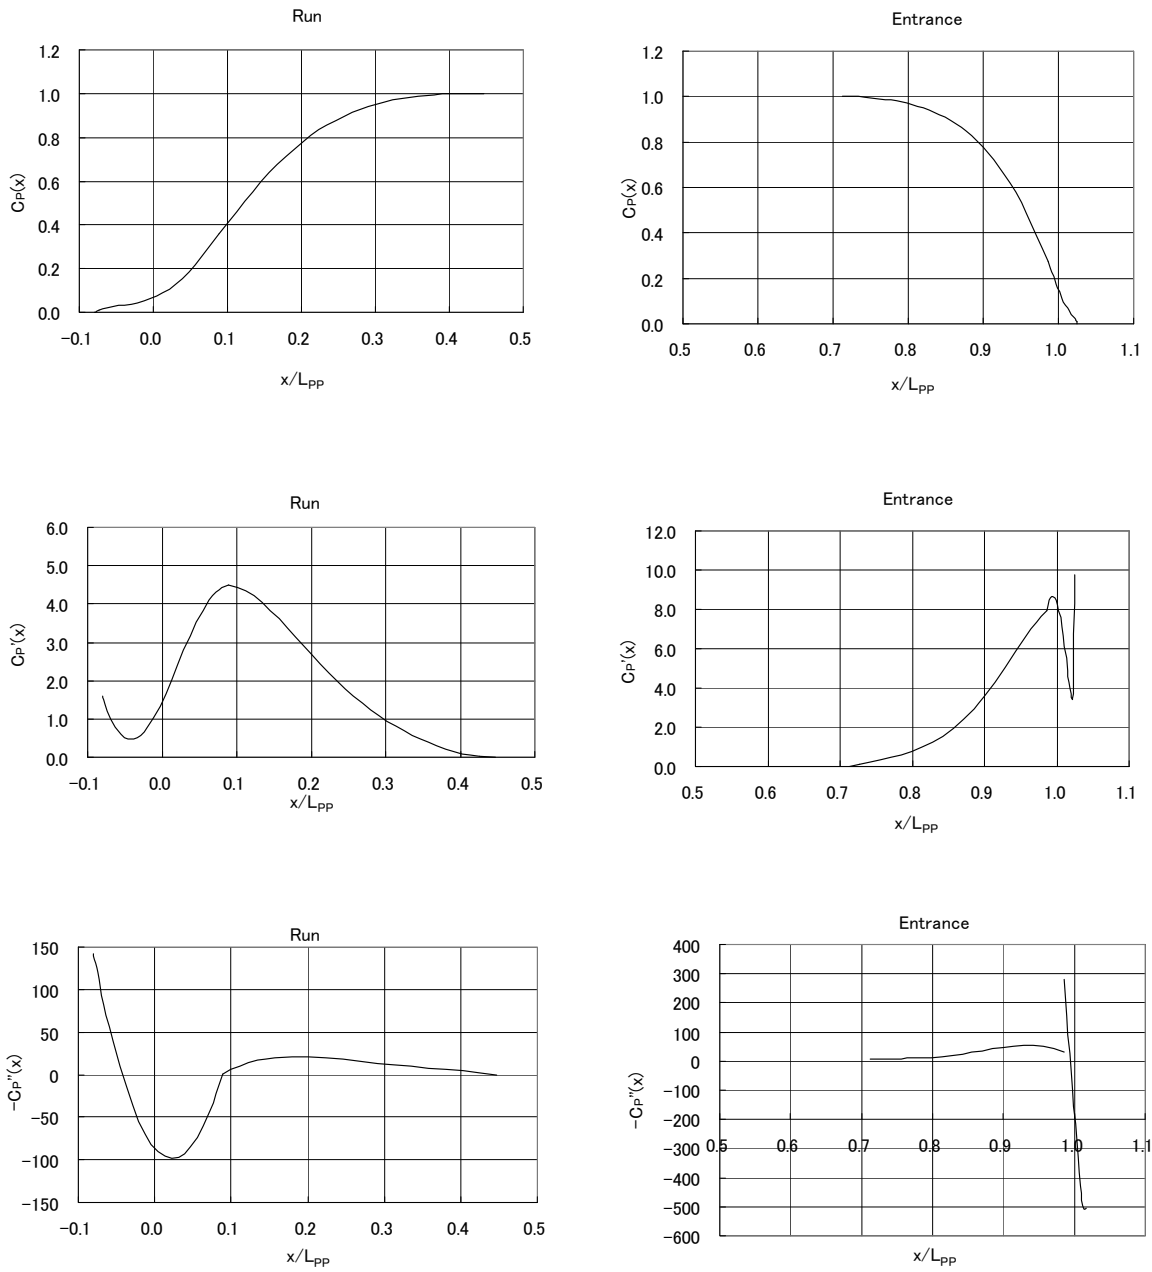 Run
1.2
1.0
0.8
0.6
0.4
0.2
0.0
CP(x)
-0.1 0.0 0.1 0.2 0.3 0.4 0.5
x/LPP
Entrance
1.2
1.0
0.8
0.6
0.4
0.2
0.0
CP(x)
0.5 0.6 0.7 0.8 0.9 1.0 1.1
x/LPP
Run
6.0
5.0
4.0
3.0
2.0
1.0
0.0
CP'(x)
-0.1 0.0 0.1 0.2 0.3 0.4 0.5
x/LPP
Entrance
12.0
10.0
8.0
6.0
4.0
2.0
0.0
CP'(x)
0.5 0.6 0.7 0.8 0.9 1.0 1.1
x/LPP
Run
150
100
50
0
-50
-100
-150
-CP"(x)
-0.1 0.0 0.1 0.2 0.3 0.4 0.5
x/LPP
Entrance
400
300
200
100
0
-100
-200
-300
-400
-500
-600
-CP"(x)
0.5 0.6 0.7 0.8 0.9 1.0 1.1
x/LPP